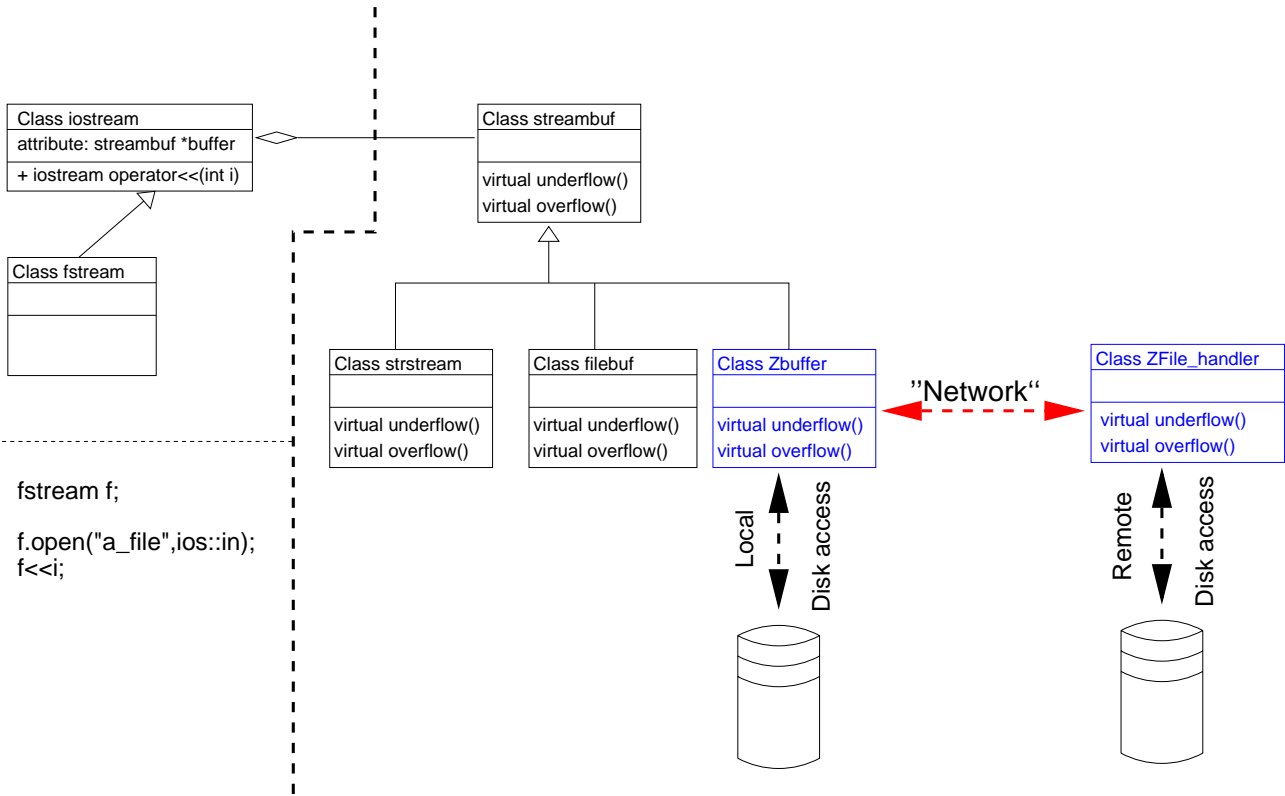 Class iostream
attribute: streambuf *buffer
+ iostream operator<<(int i)
Class fstream
Class streambuf
virtual underflow()
virtual overflow()
Class strstream
virtual underflow()
virtual overflow()
Class filebuf
virtual underflow()
virtual overflow()
Class Zbuffer
virtual underflow()
virtual overflow()
”Network“
Class ZFile_handler
virtual underflow()
virtual overflow()
Local
Disk access
Remote
Disk access
fstream f;
f.open("a_file",ios::in);
f<<i;